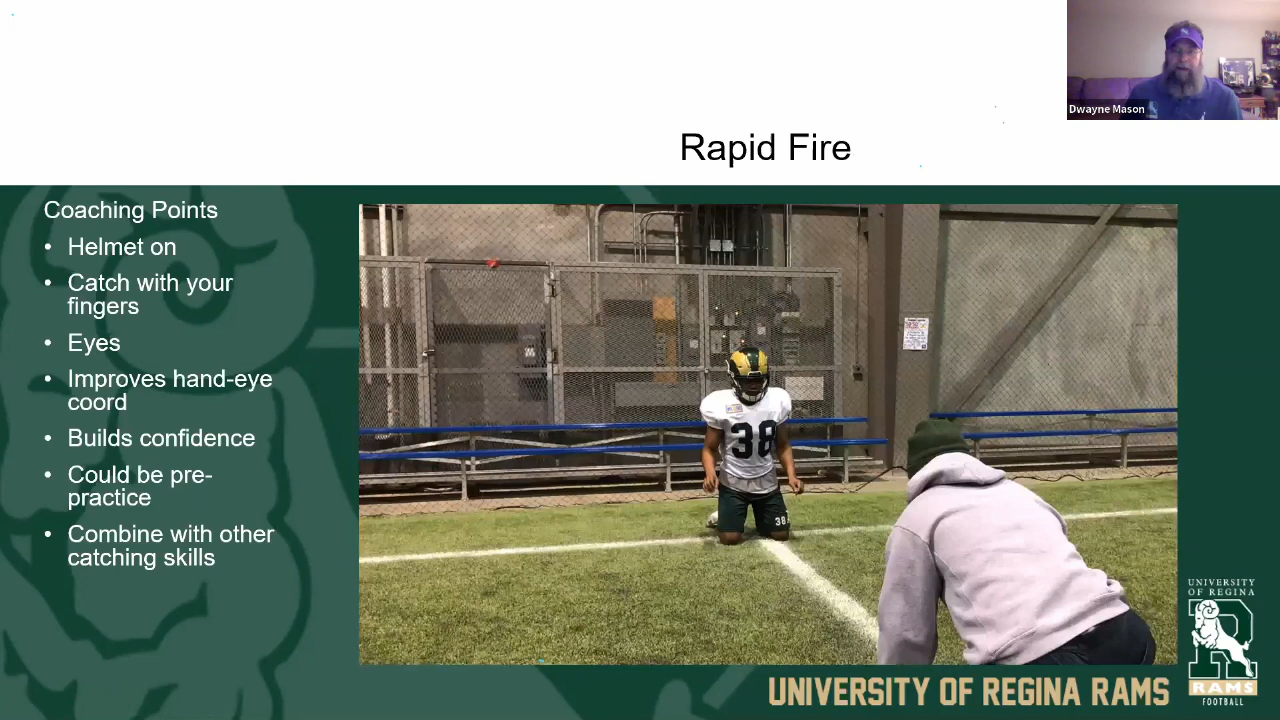 Dwayne Mason
Rapid Fire
Coaching Points
• Helmet on
• Catch with your
fingers
• Eyes
• Improves hand-eye
coord
• Builds confidence
• Could be pre-
practice
• Combine with other
catching skills
38
38
UNIVERSITY
OF REGINA
R
RAMS
FOOTBALL
UNIVERSITY OF REGINA RAMS